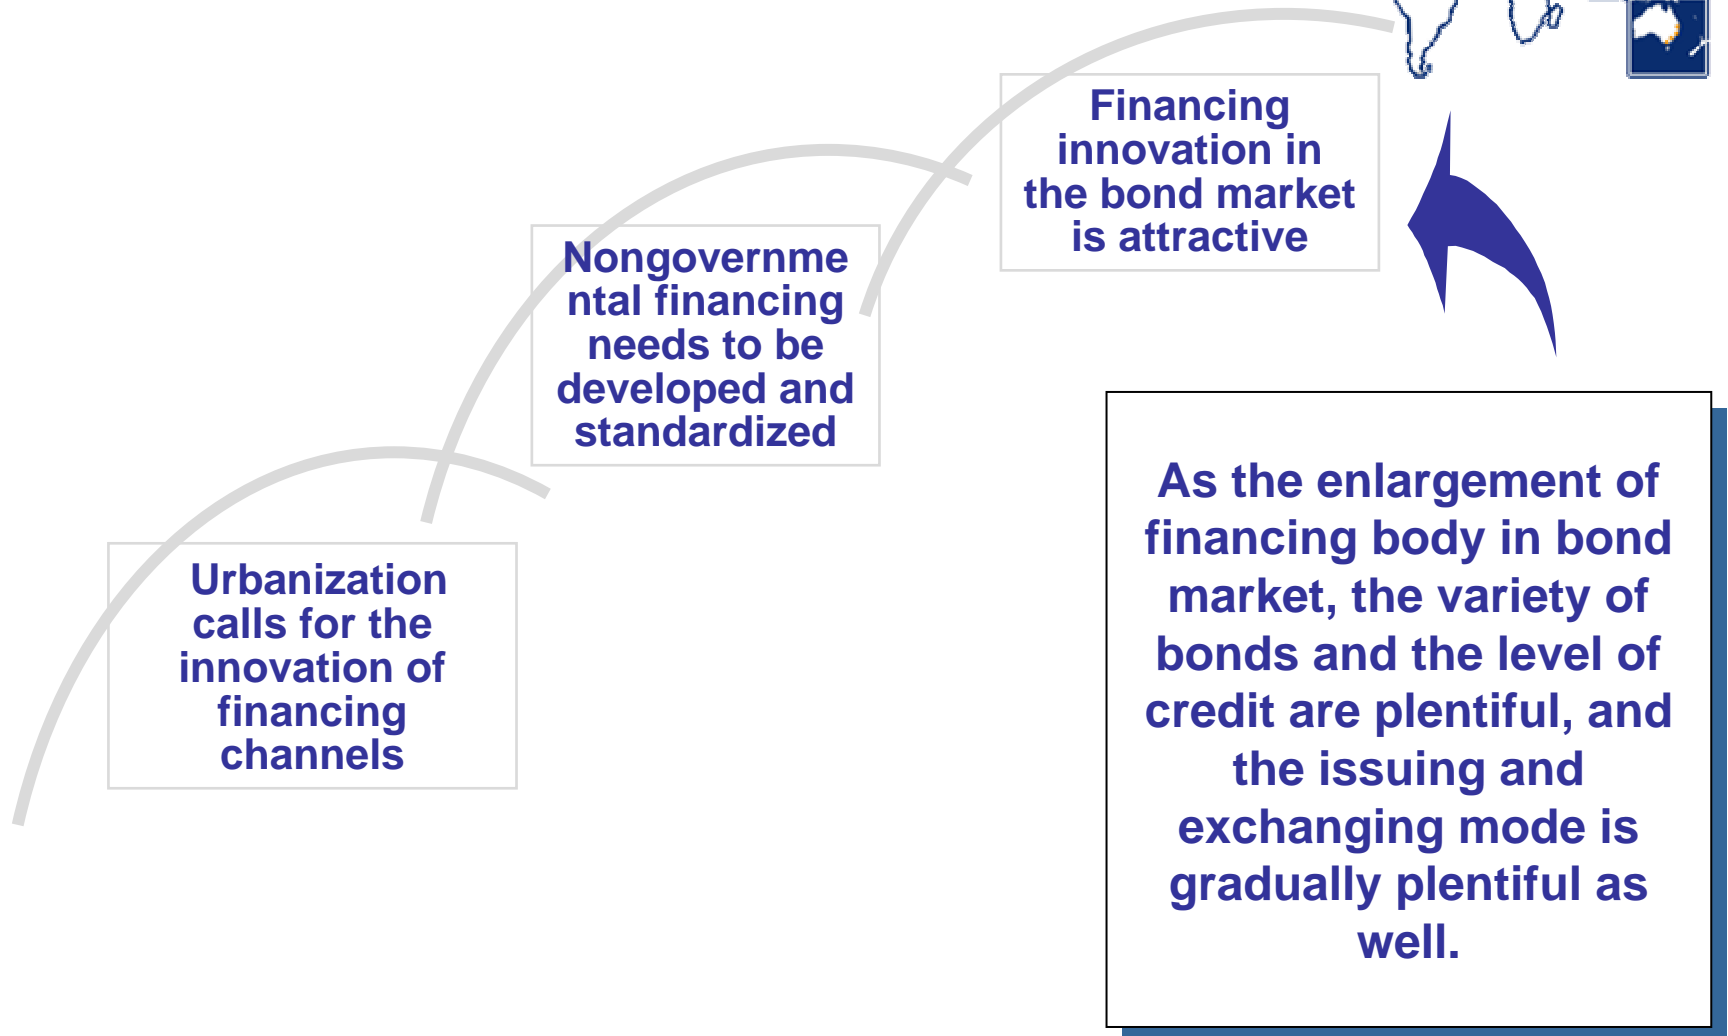 Financing
innovation in
the bond market
is attractive
Nongovernme
ntal financing
needs to be
developed and
standardized
Urbanization
calls for the
innovation of
financing
channels
As the enlargement of
financing body in bond
market, the variety of
bonds and the level of
credit are plentiful, and
the issuing and
exchanging mode is
gradually plentiful as
well.